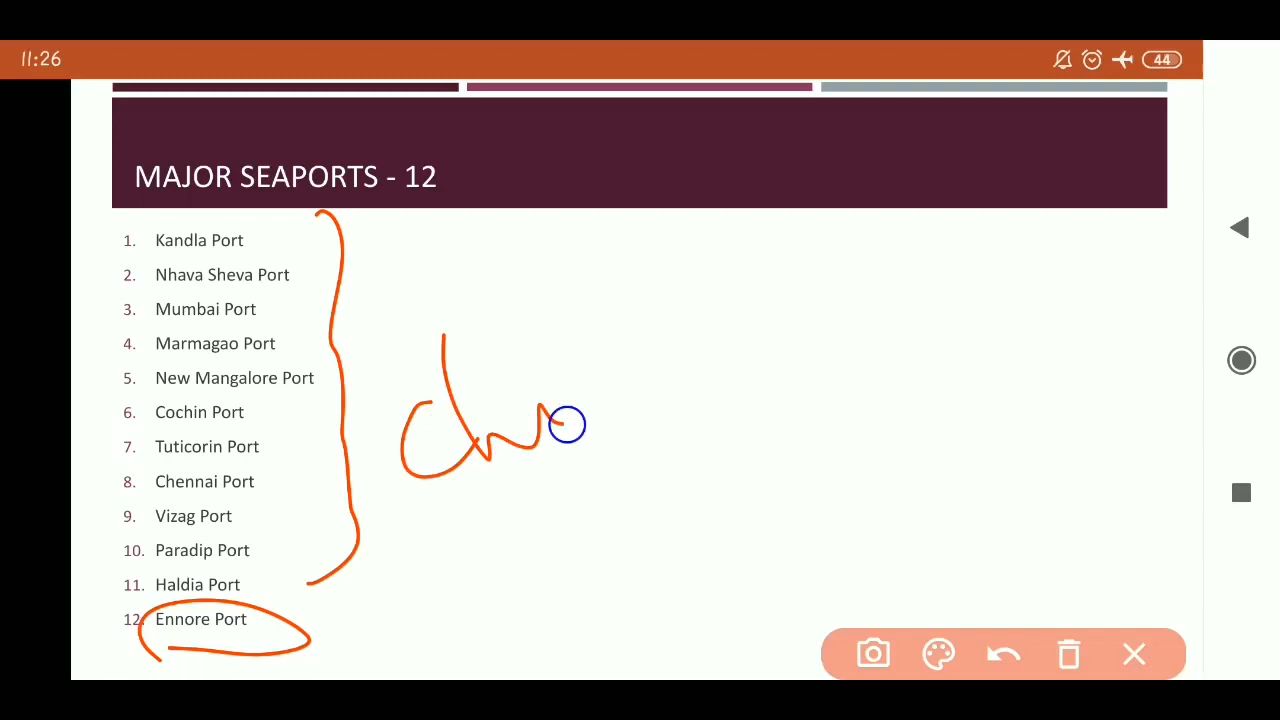 11:26
44
MAJOR SEAPORTS - 12
1. Kandla Port
2. Nhava Sheva Port
3. Mumbai Port
4. Marmagao Port
5. New Mangalore Port
6. Cochin Port
7. Tuticorin Port
8. Chennai Port
9. Vizag Port
10. Paradip Port
11. Haldia Port
12. Ennore Port